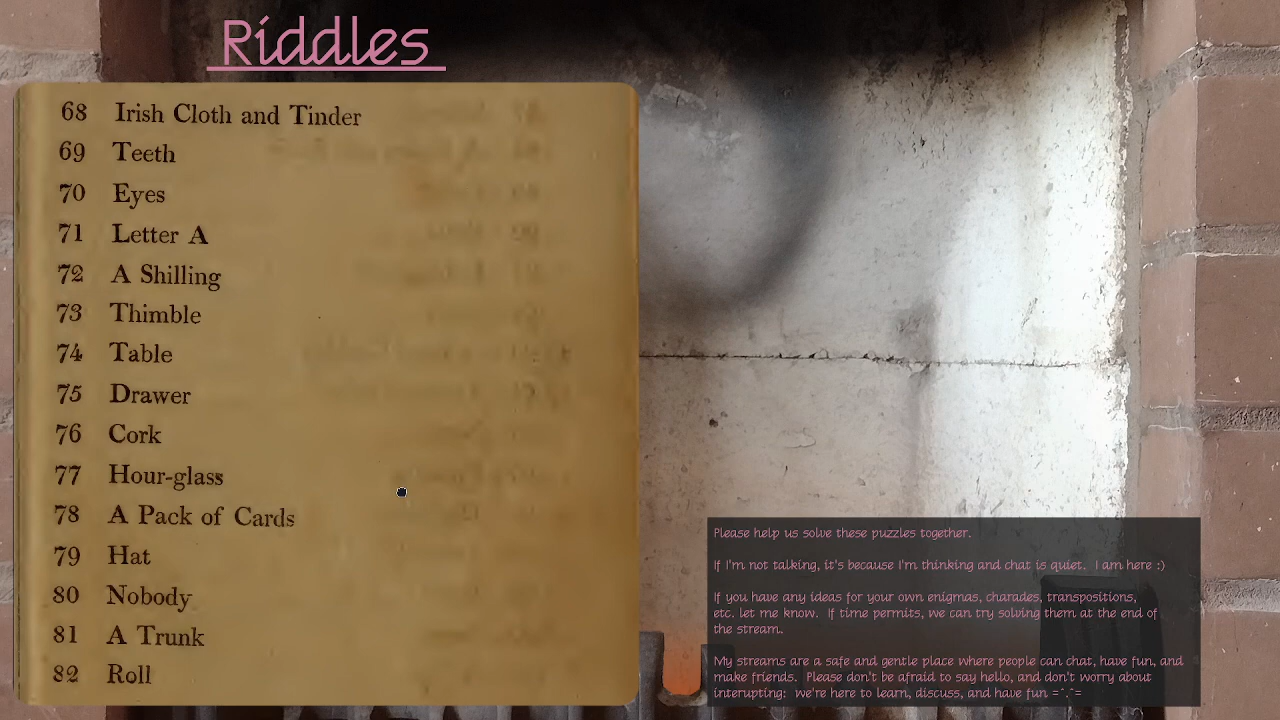 Riddles
68 Irish Cloth and Tinder
69 Teeth
70 Eyes
71 Letter A
72 A Shilling
73 Thimble
74 Table
75 Drawer
76 Cork
77 Hour-glass
78 A Pack of Cards
79 Hat
80 Nobody
81 A Trunk
82 Roll
Please help us solve these puzzles together.
If I'm not talking, it's because I'm thinking and chat is quiet. I am here :)
If you have any ideas for your own enigmas, charades, transpositions,
etc. let me know. If time permits, we can try solving them at the end of
the stream.
My streams are a safe and gentle place where people can chat, have fun, and
make friends. Please don't be afraid to say hello, and don't worry about
interupting: we're here to learn, discuss, and have fun =^.^=